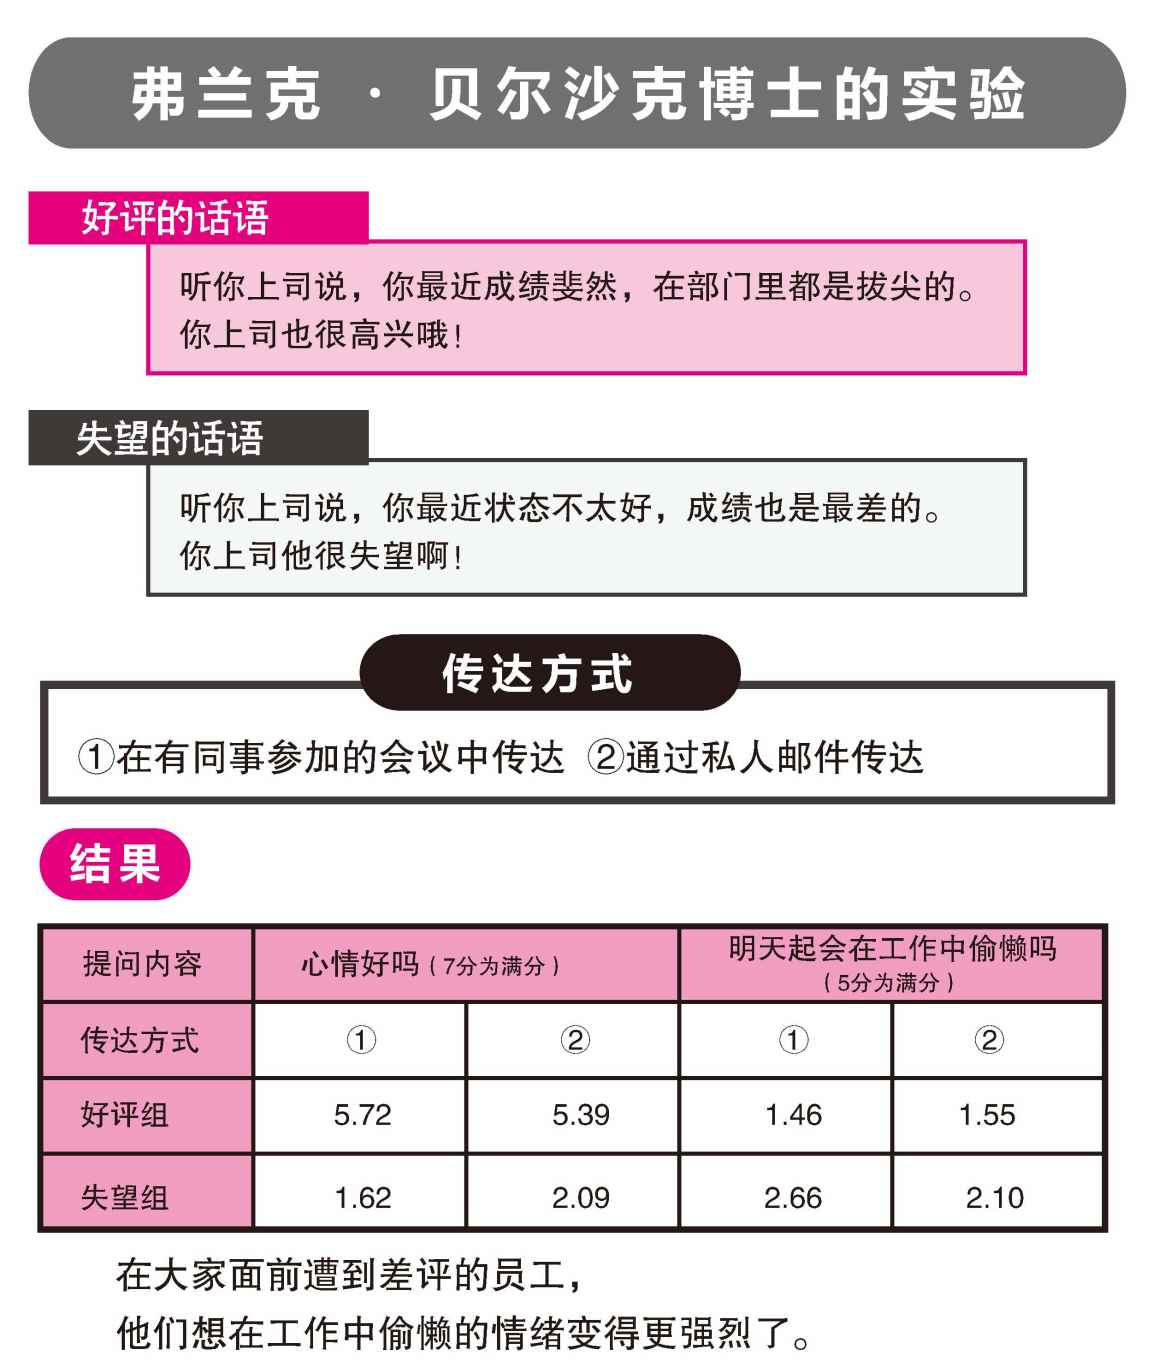 弗兰克 · 贝尔沙克博士的实验
好评的话语
听你上司说，你最近成绩斐然，在部门里都是拔尖的。
你上司也很高兴哦！
失望的话语
听你上司说，你最近状态不太好，成绩也是最差的。
你上司他很失望啊！
传达方式
①在有同事参加的会议中传达 ②通过私人邮件传达
结果
提问内容 心情好吗（7分为满分） 明天起会在工作中偷懒吗
（5分为满分）
传达方式 ① ② ① ②
好评组 5.72 5.39 1.46 1.55
失望组 1.62 2.09 2.66 2.10
在大家面前遭到差评的员工，
他们想在工作中偷懒的情绪变得更强烈了。